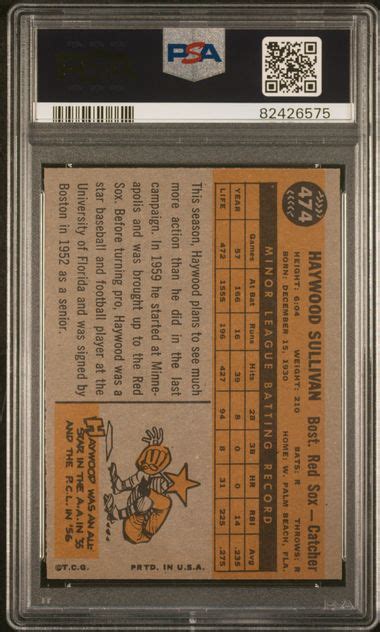 PSA
82426575
474
HAYWOOD SULLIVAN Bost. Red Sox—Catcher
HEIGHT: 6:04 WEIGHT: 210 BATS: R THROWS: R
BORN: DECEMBER 15, 1930 HOME: W. PALM BEACH, FLA.
MINOR LEAGUE BATTING RECORD
Games At Bat Runs Hits 2B 3B HR RBI Avg
YEAR 57 166 16 39 8 0 14 .235
LIFE 472 1555 196 427 94 8 31 225 .275
This season, Haywood plans to see much
more action than he did in the last
campaign. In 1959 he started at Minne-
apolis and was brought up to the Red
Sox. Before turning pro, Haywood was a
star baseball and football player at the
University of Florida and was signed by
Boston in 1952 as a senior.
HAYWOOD WAS AN ALL-
STAR IN THE A.A. IN '55
AND THE P.C.L. IN '56
©T.C.G. PRTD. IN U.S.A.